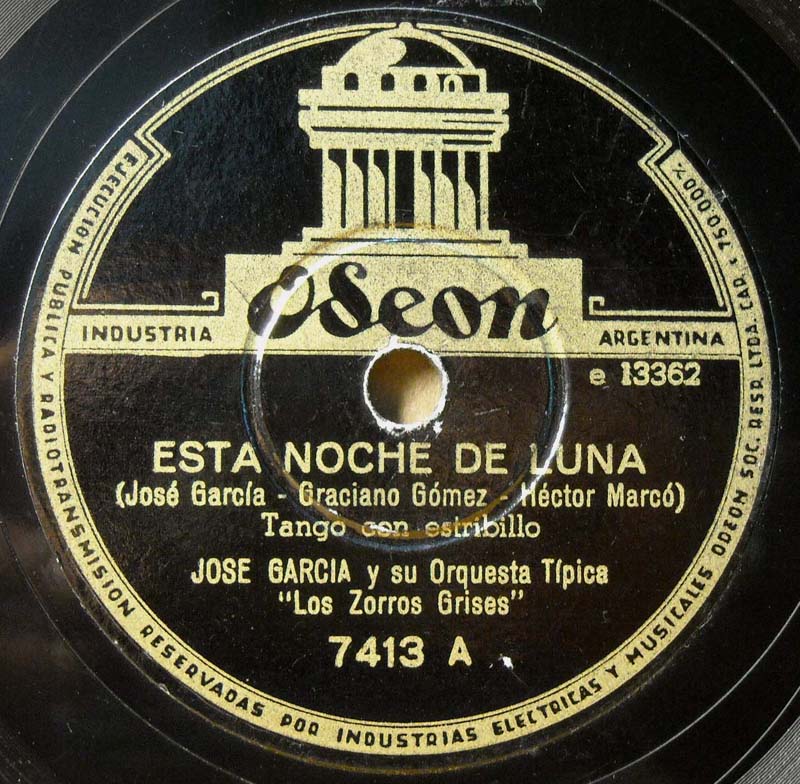 Odeon
INDUSTRIA ARGENTINA
e 13362
ESTA NOCHE DE LUNA
(José García - Graciano Gómez - Héctor Marcó)
Tango con estribillo
JOSE GARCIA y su Orquesta Típica
"Los Zorros Grises"
7413 A
EJECUCION PUBLICA Y RADIOTRANSMISION RESERVADAS POR INDUSTRIAS ELECTRICAS Y MUSICALES ODEON SOC. RESP. LTDA. CAP. $ 750.000 %